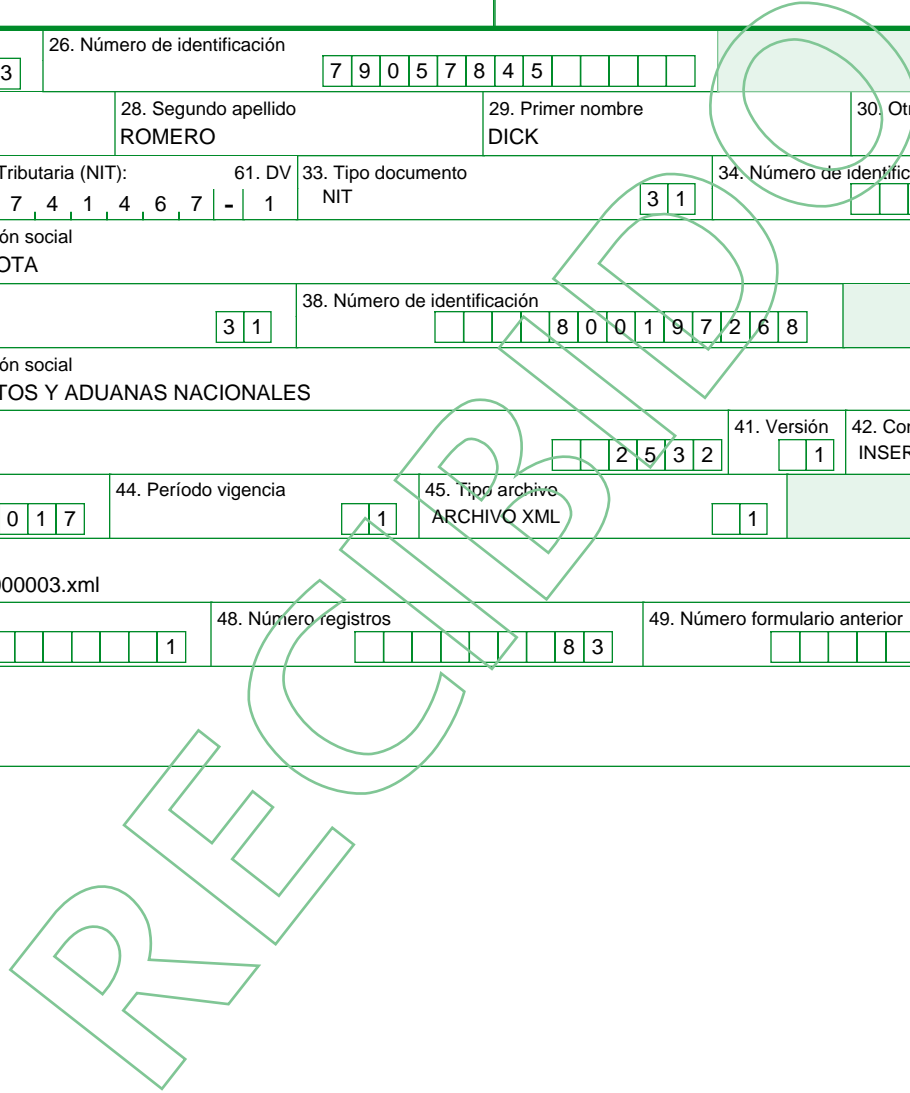 26. Número de identificación
3 7 9 0 5 7 8 4 5
28. Segundo apellido 29. Primer nombre 30. Otr
ROMERO DICK
Tributaria (NIT): 61. DV 33. Tipo documento 34. Número de identific
7 4 1 4 6 7 - 1 NIT 3 1
ón social
OTA
38. Número de identificación
3 1 8 0 0 1 9 7 2 6 8
ón social
TOS Y ADUANAS NACIONALES
41. Versión 42. Con
2 5 3 2 1 INSER
44. Período vigencia 45. Tipo archivo
0 1 7 1 ARCHIVO XML 1
000003.xml
48. Número registros 49. Número formulario anterior
1 8 3
RECIBIDO